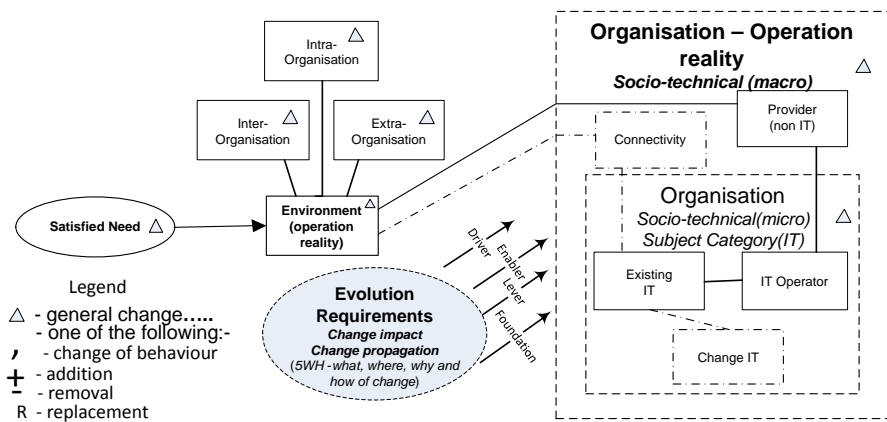 Intra-
Organisation
Inter-
Organisation
Extra-
Organisation
Satisfied Need
Environment
(operation
reality)
Organisation – Operation
reality
Socio-technical (macro)
Provider
(non IT)
Connectivity
Organisation
Socio-technical(micro)
Subject Category(IT)
Existing
IT
IT Operator
Change IT
Driver
Enabler
Lever
Foundation
Evolution
Requirements
Change impact
Change propagation
(5WH -what, where, why and
how of change)
Legend
- general change…..
- one of the following:-
, - change of behaviour
+ - addition
- - removal
R - replacement